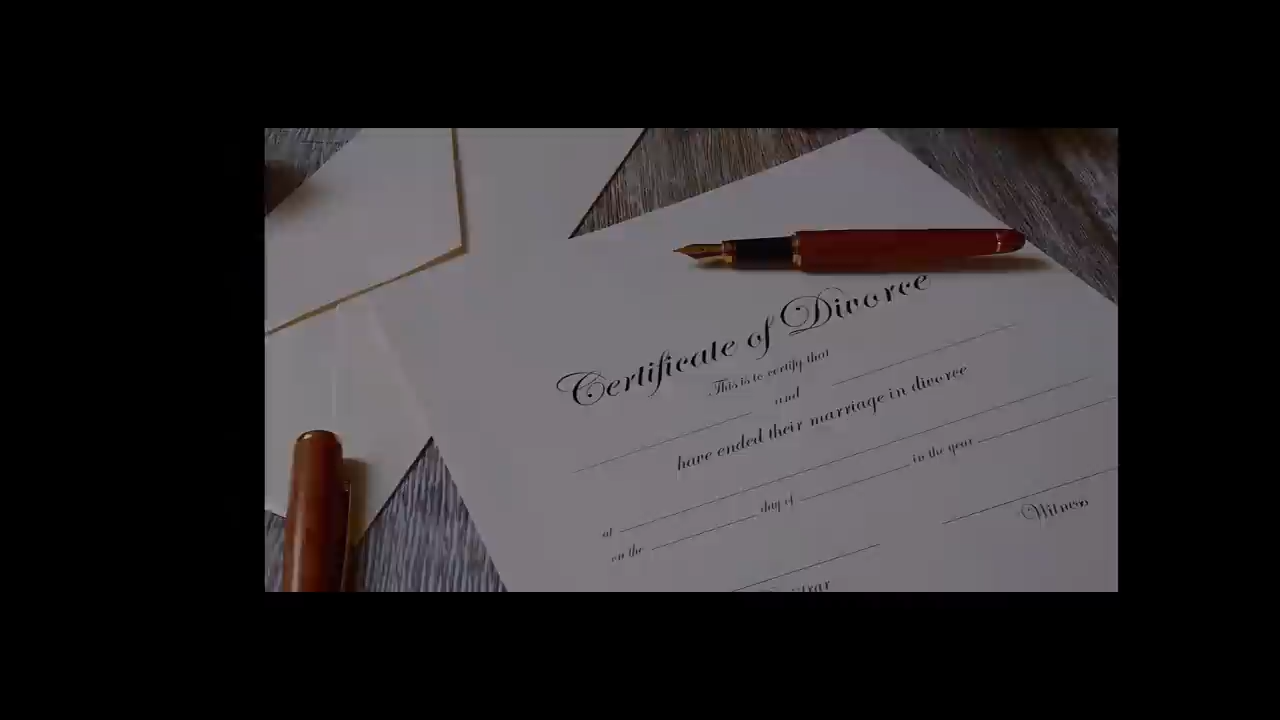 Certificate of Divorce
This is to certify that
and
have ended their marriage in divorce
at
on the day of in the year
Witness